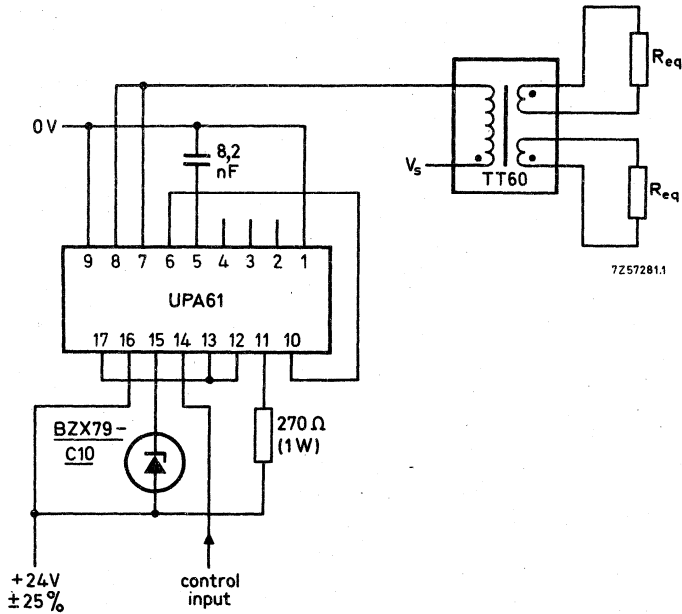 R_eq
0V
8,2
nF
V_s
TT60
R_eq
7Z57281.1
9 8 7 6 5 4 3 2 1
UPA61
17 16 15 14 13 12 11 10
BZX79-
C10
270 Ω
(1W)
+24V
±25%
control
input